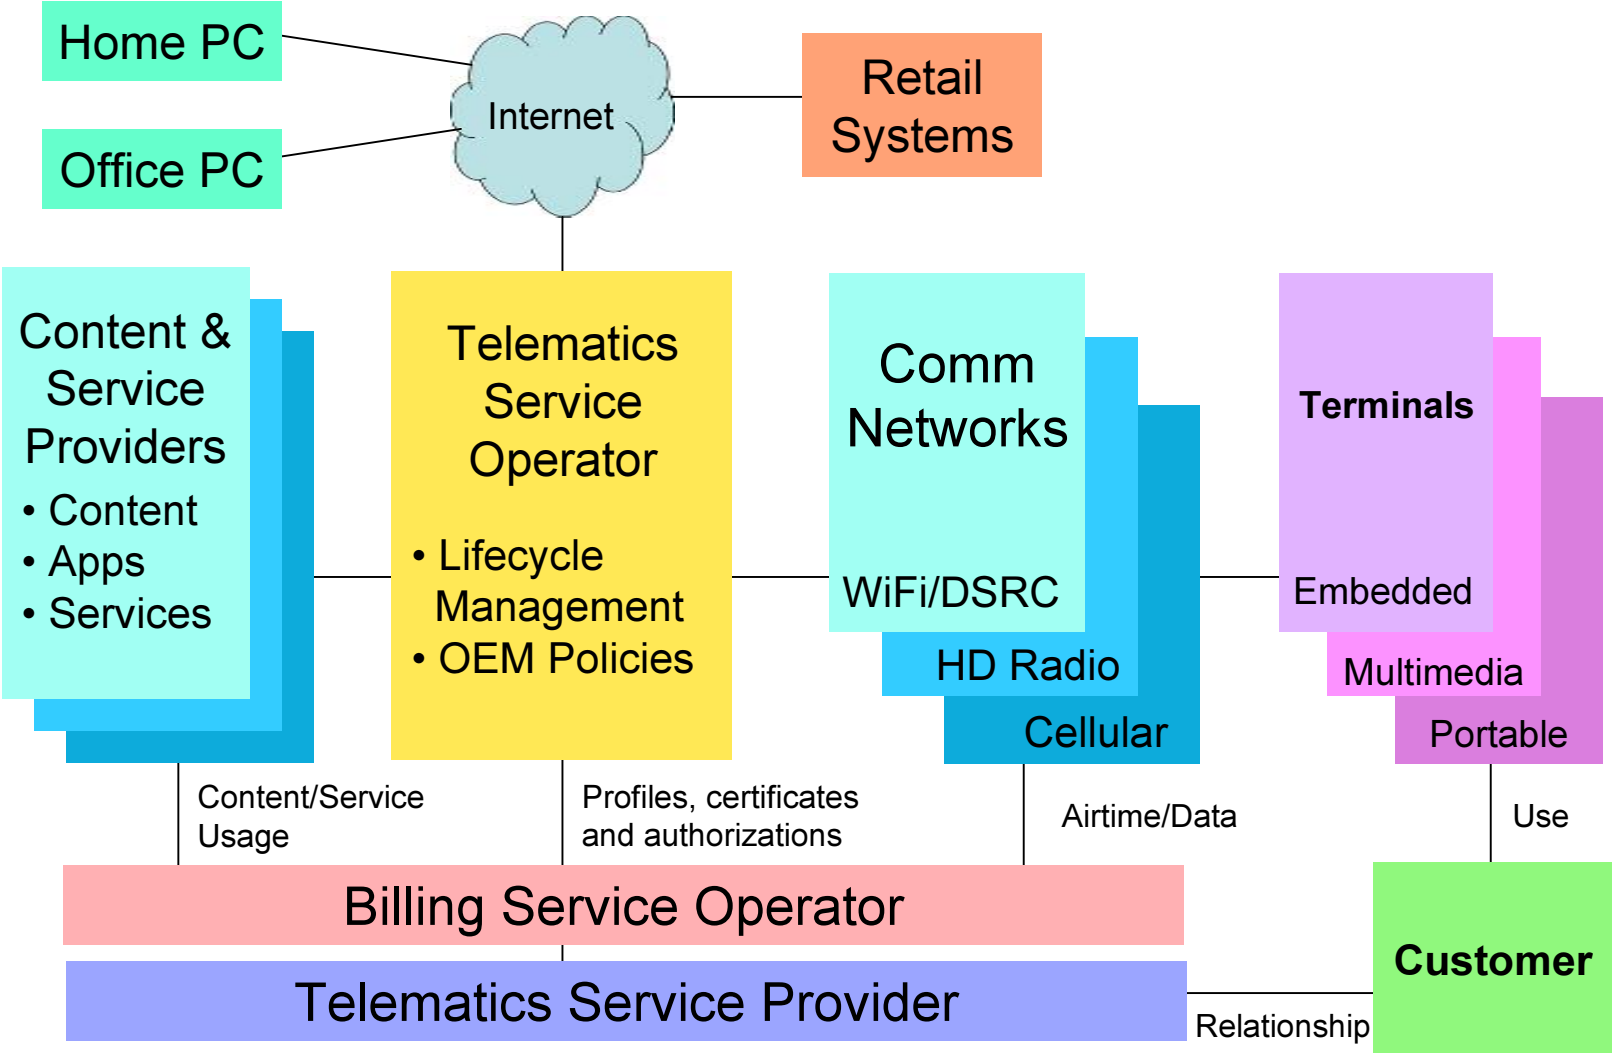 Home PC
Office PC
Internet
Retail
Systems
Content &
Service
Providers
• Content
• Apps
• Services
Telematics
Service
Operator
• Lifecycle
Management
• OEM Policies
Comm
Networks
WiFi/DSRC
HD Radio
Cellular
Terminals
Embedded
Multimedia
Portable
Content/Service
Usage
Profiles, certificates
and authorizations
Airtime/Data
Use
Billing Service Operator
Telematics Service Provider
Relationship
Customer